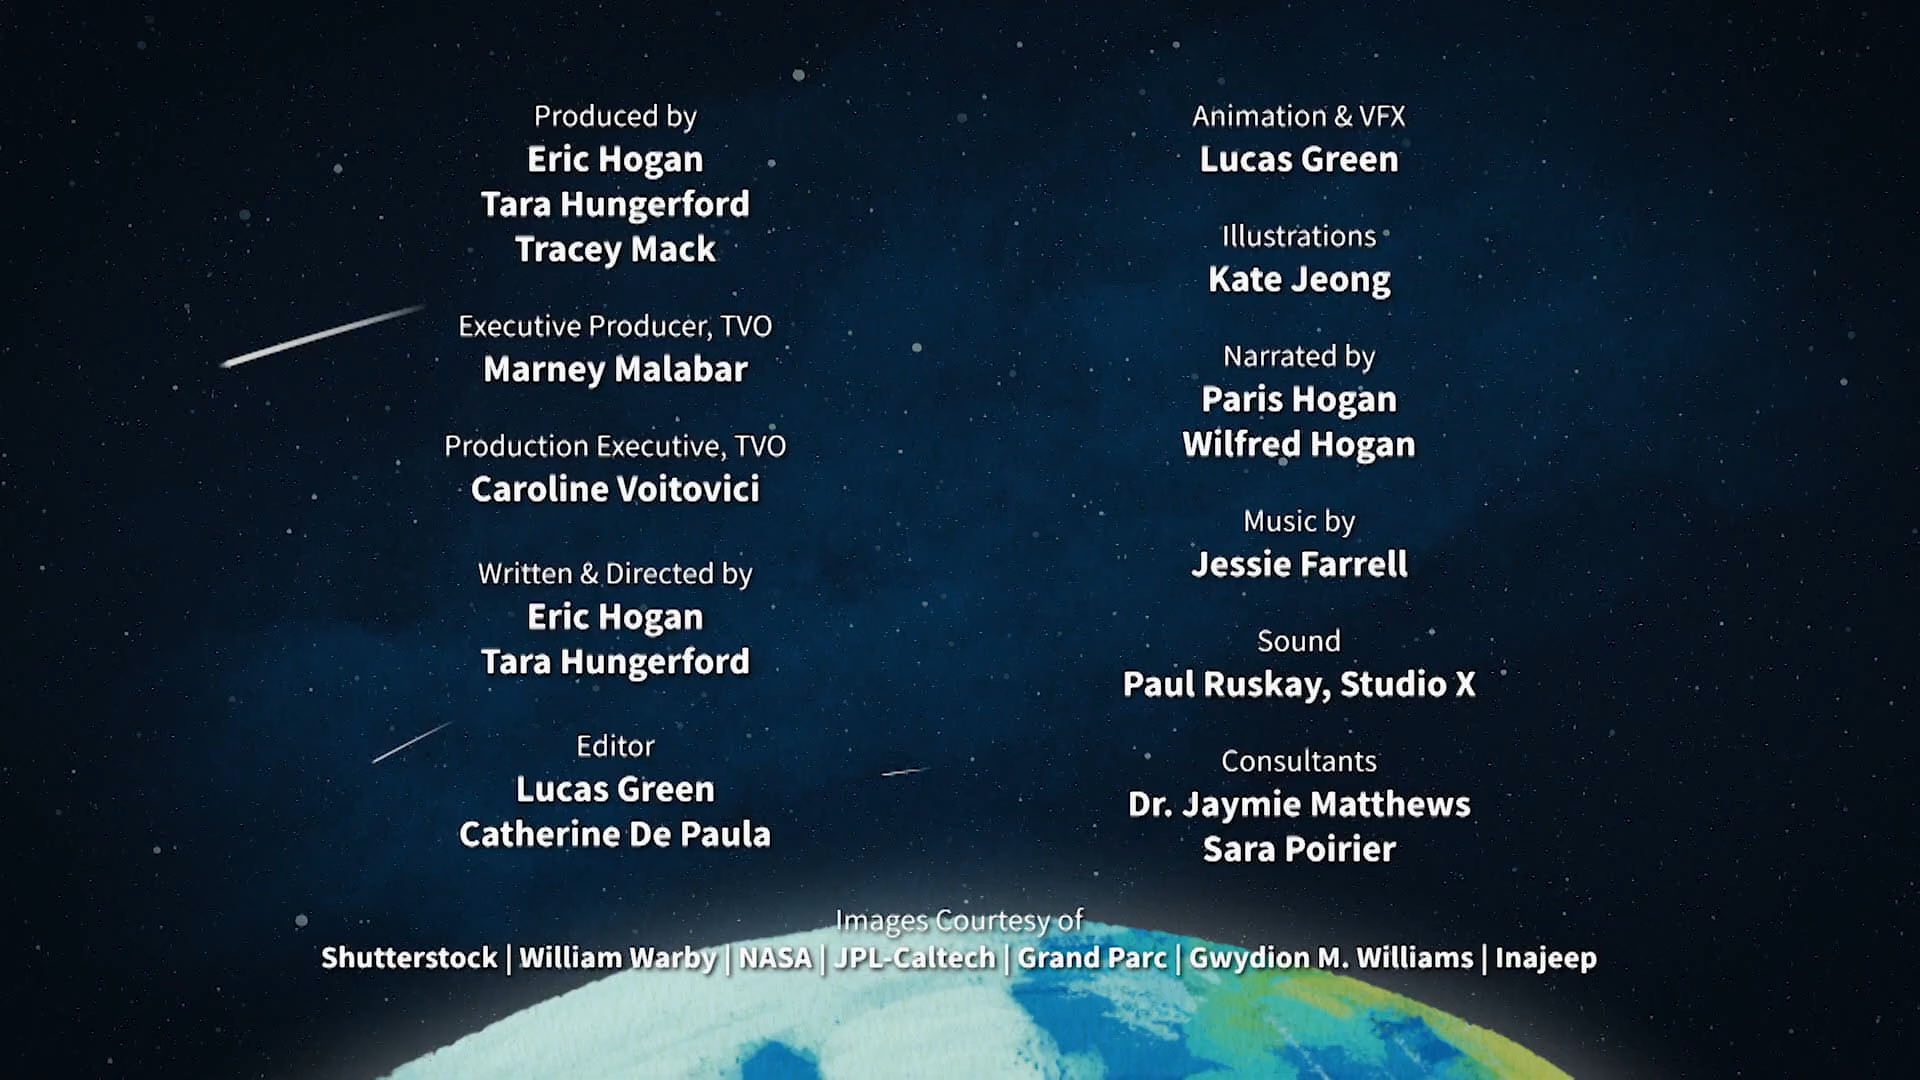 Produced by
Eric Hogan
Tara Hungerford
Tracey Mack
Executive Producer, TVO
Marney Malabar
Production Executive, TVO
Caroline Voitovici
Written & Directed by
Eric Hogan
Tara Hungerford
Editor
Lucas Green
Catherine De Paula
Animation & VFX
Lucas Green
Illustrations
Kate Jeong
Narrated by
Paris Hogan
Wilfred Hogan
Music by
Jessie Farrell
Sound
Paul Ruskay, Studio X
Consultants
Dr. Jaymie Matthews
Sara Poirier
Images Courtesy of
Shutterstock | William Warby | NASA | JPL-Caltech | Grand Parc | Gwydion M. Williams | Inajeep